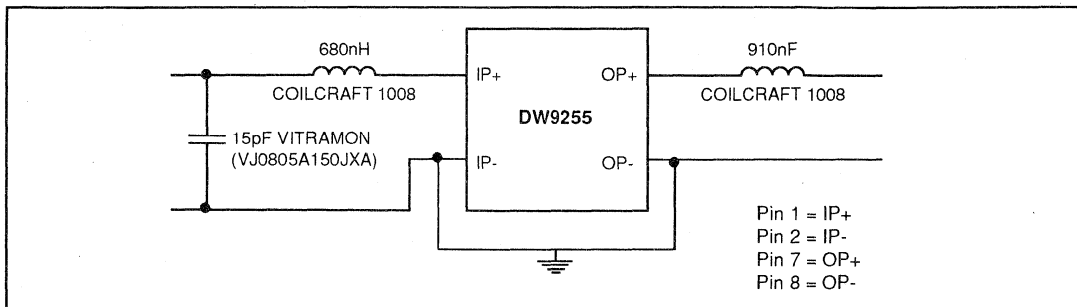 680nH
COILCRAFT 1008
15pF VITRAMON
(VJ0805A150JXA)
IP+
IP-
DW9255
OP+
OP-
910nF
COILCRAFT 1008
Pin 1 = IP+
Pin 2 = IP-
Pin 7 = OP+
Pin 8 = OP-